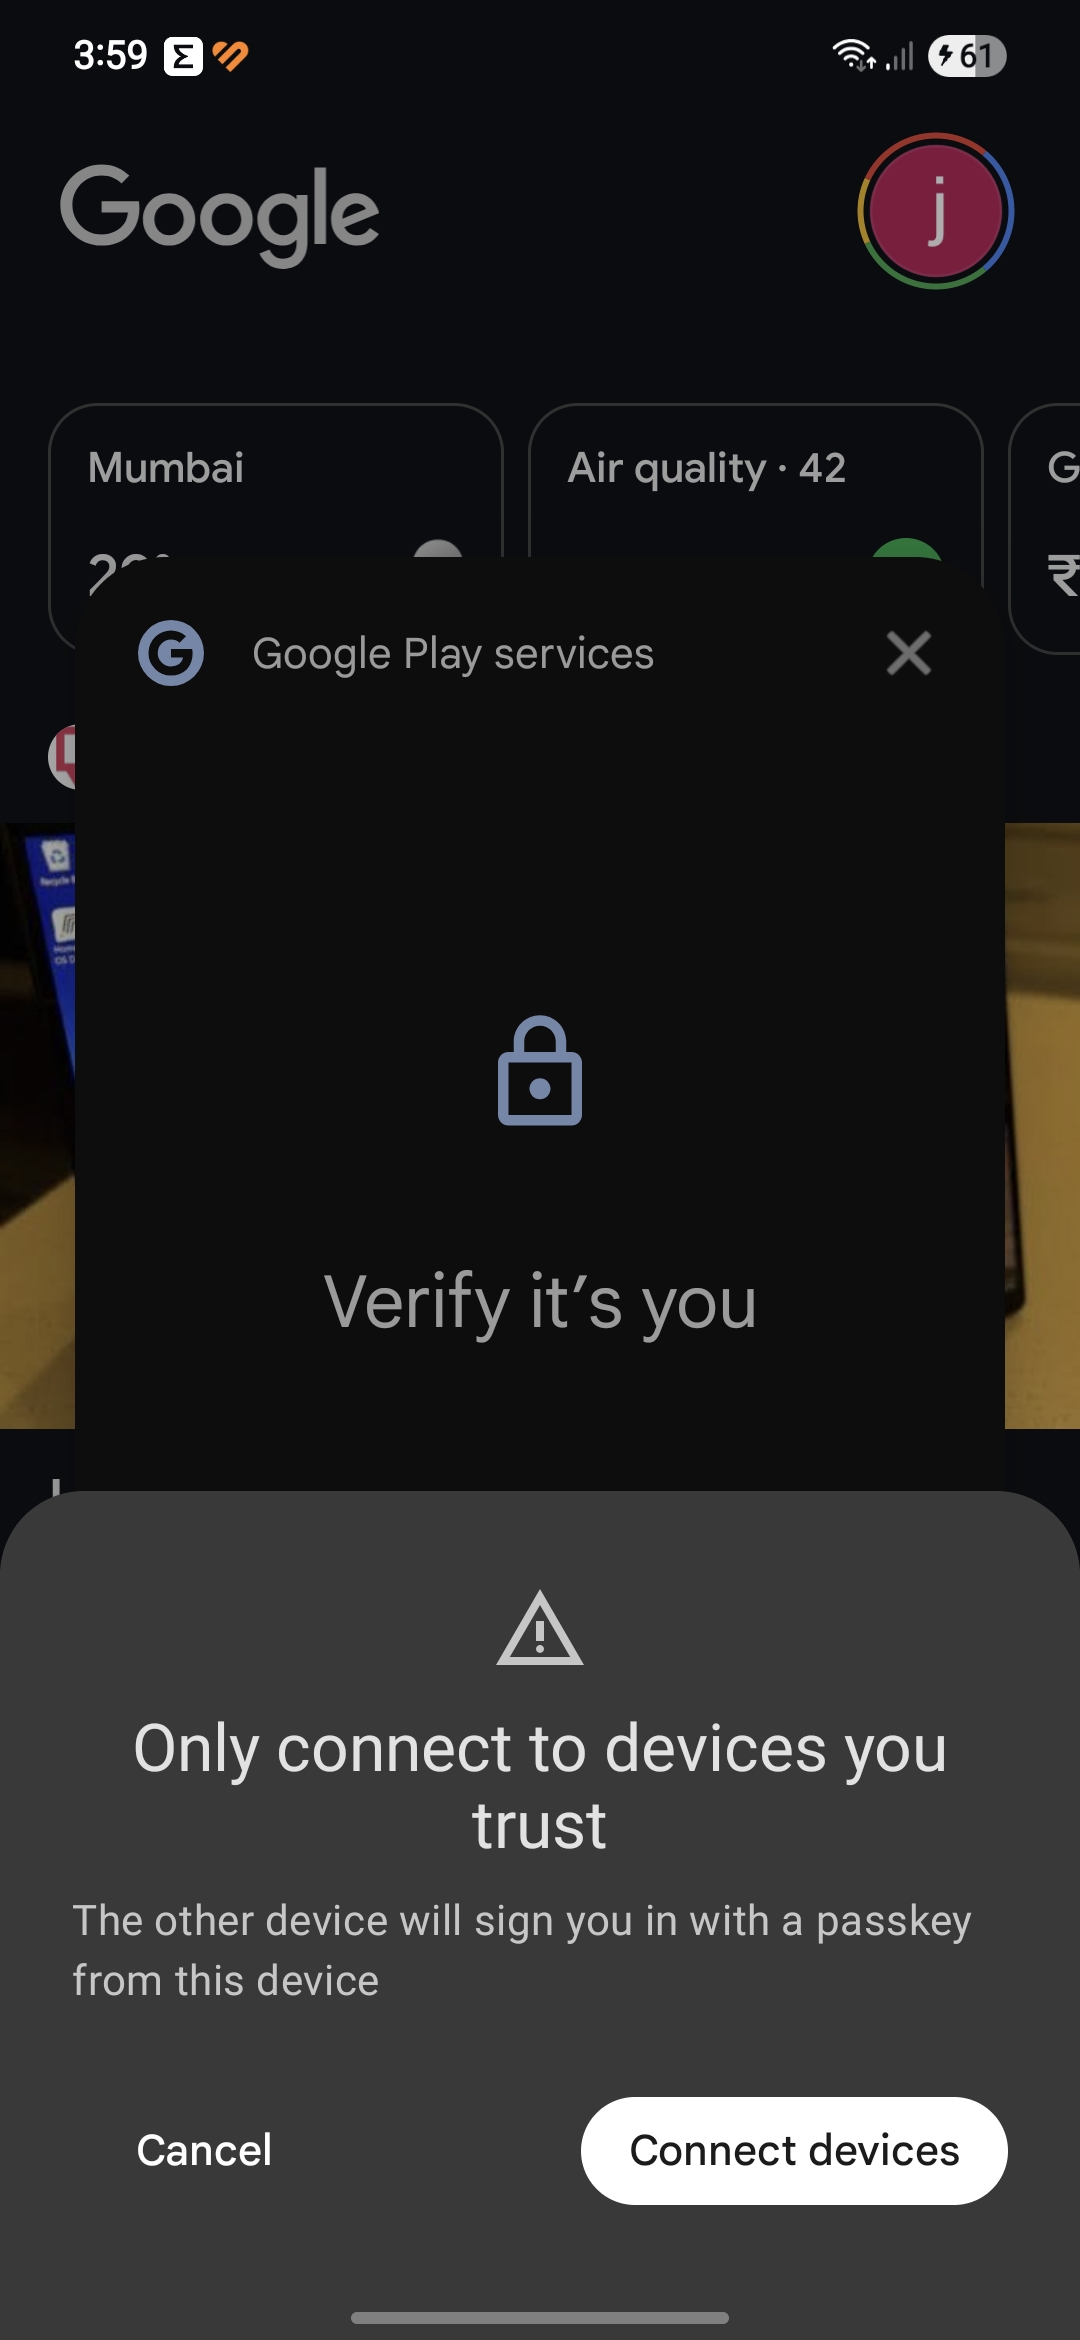 3:59
61
Google
j
Mumbai
Air quality · 42
G
₹
Google Play services
Verify it’s you
Only connect to devices you
trust
The other device will sign you in with a passkey
from this device
Cancel
Connect devices